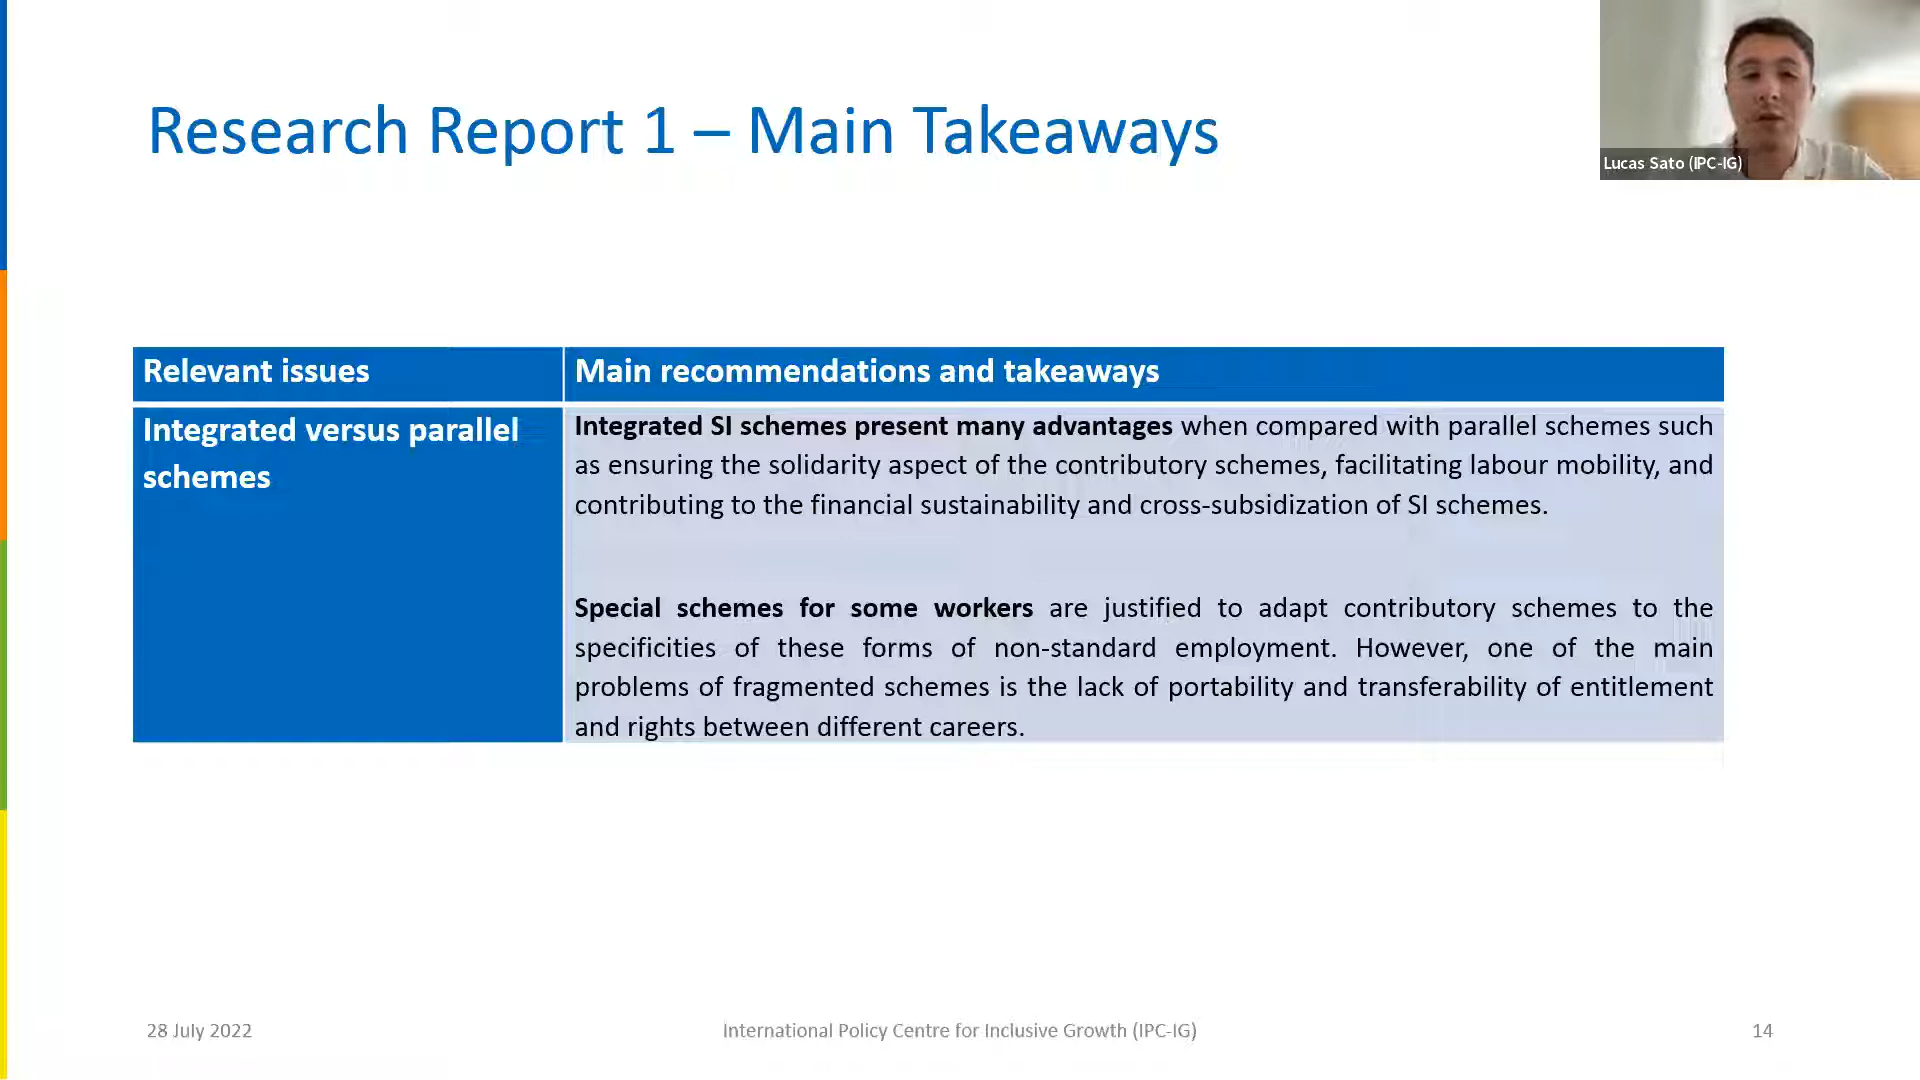 Research Report 1 – Main Takeaways
Lucas Sato (IPC-IG)
Relevant issues
Main recommendations and takeaways
Integrated versus parallel
schemes
Integrated SI schemes present many advantages when compared with parallel schemes such
as ensuring the solidarity aspect of the contributory schemes, facilitating labour mobility, and
contributing to the financial sustainability and cross-subsidization of SI schemes.
Special schemes for some workers are justified to adapt contributory schemes to the
specificities of these forms of non-standard employment. However, one of the main
problems of fragmented schemes is the lack of portability and transferability of entitlement
and rights between different careers.
28 July 2022
International Policy Centre for Inclusive Growth (IPC-IG)
14